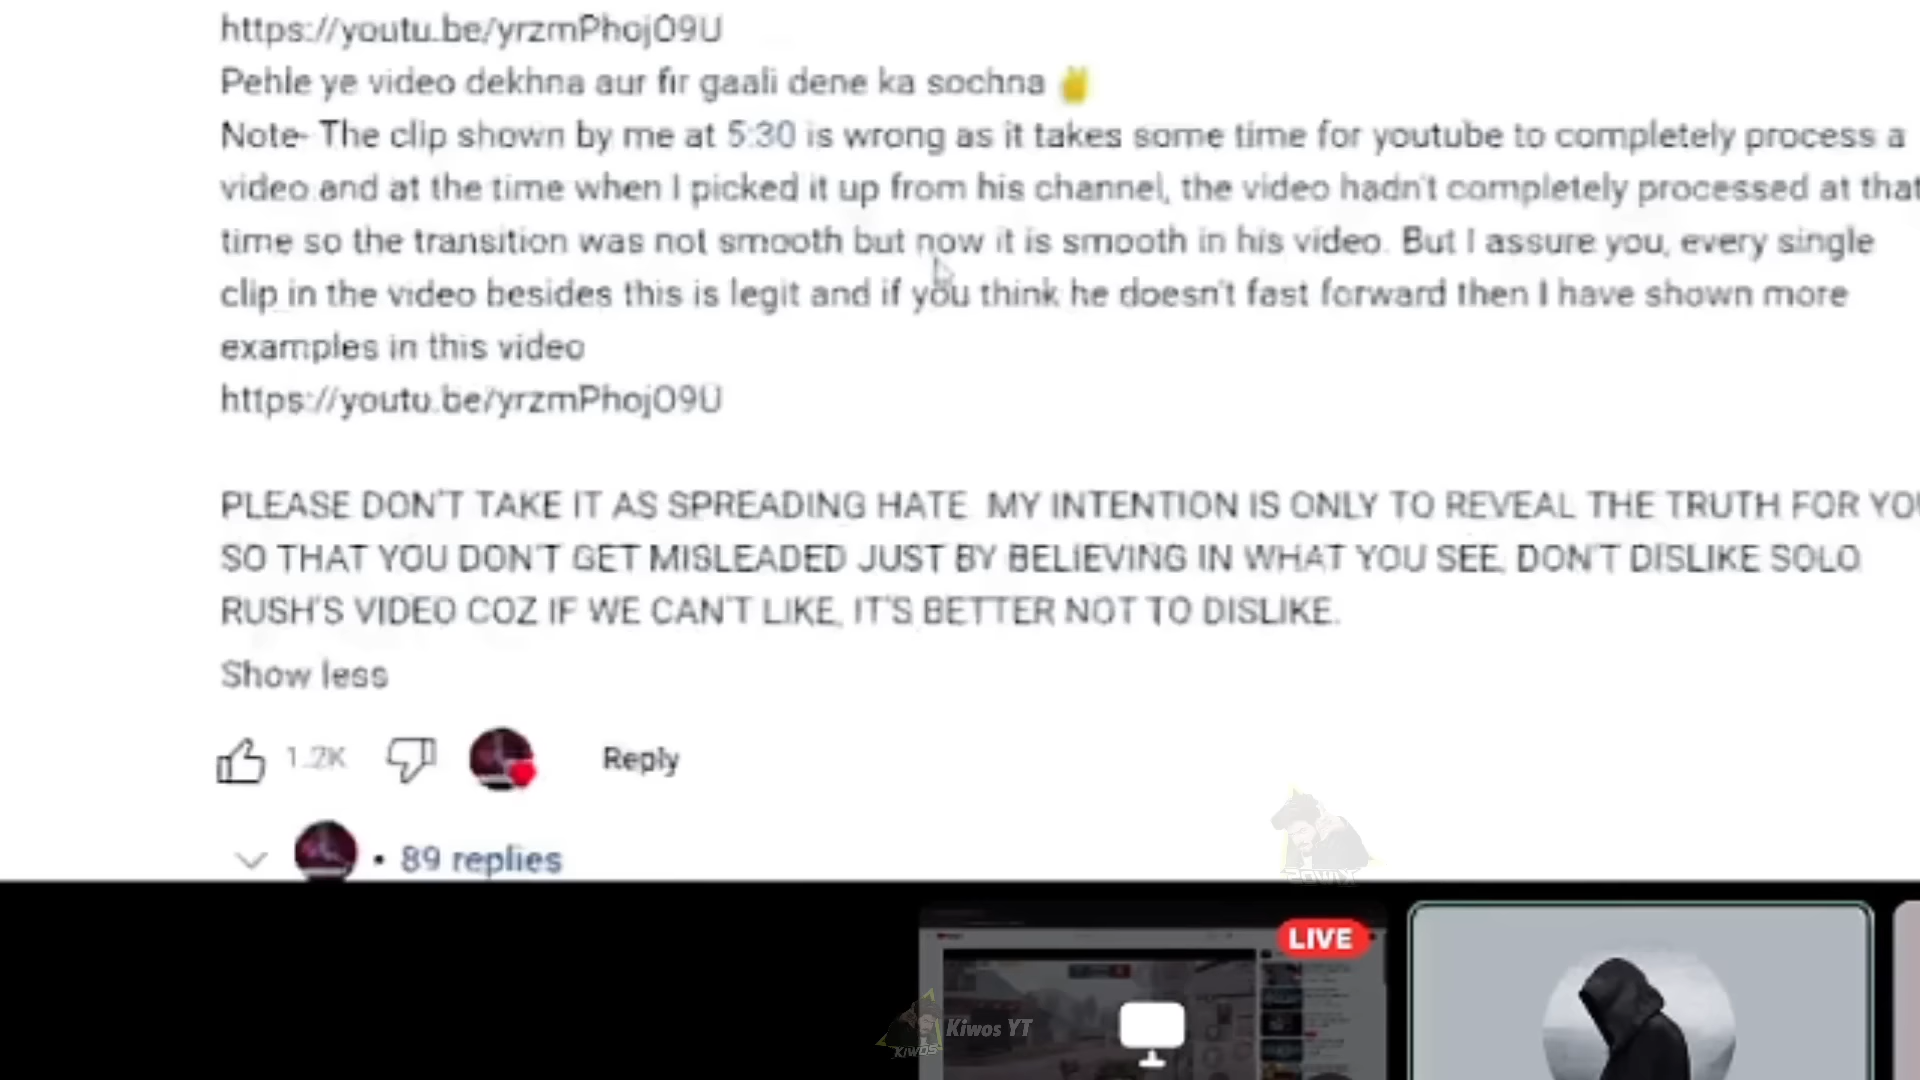 https://youtu.be/yrzmPhojO9U
Pehle ye video dekhna aur fir gaali dene ka sochna ✌
Note- The clip shown by me at 5:30 is wrong as it takes some time for youtube to completely process a
video and at the time when I picked it up from his channel, the video hadn't completely processed at that
time so the transition was not smooth but now it is smooth in his video. But I assure you, every single
clip in the video besides this is legit and if you think he doesn't fast forward then I have shown more
examples in this video
https://youtu.be/yrzmPhojO9U
PLEASE DON'T TAKE IT AS SPREADING HATE MY INTENTION IS ONLY TO REVEAL THE TRUTH FOR YOU
SO THAT YOU DON'T GET MISLEADED JUST BY BELIEVING IN WHAT YOU SEE, DON'T DISLIKE SOLO
RUSH'S VIDEO COZ IF WE CAN'T LIKE, IT'S BETTER NOT TO DISLIKE.
Show less
1.2K
Reply
• 89 replies
KIWOS
LIVE
Kiwos YT
KIWOS